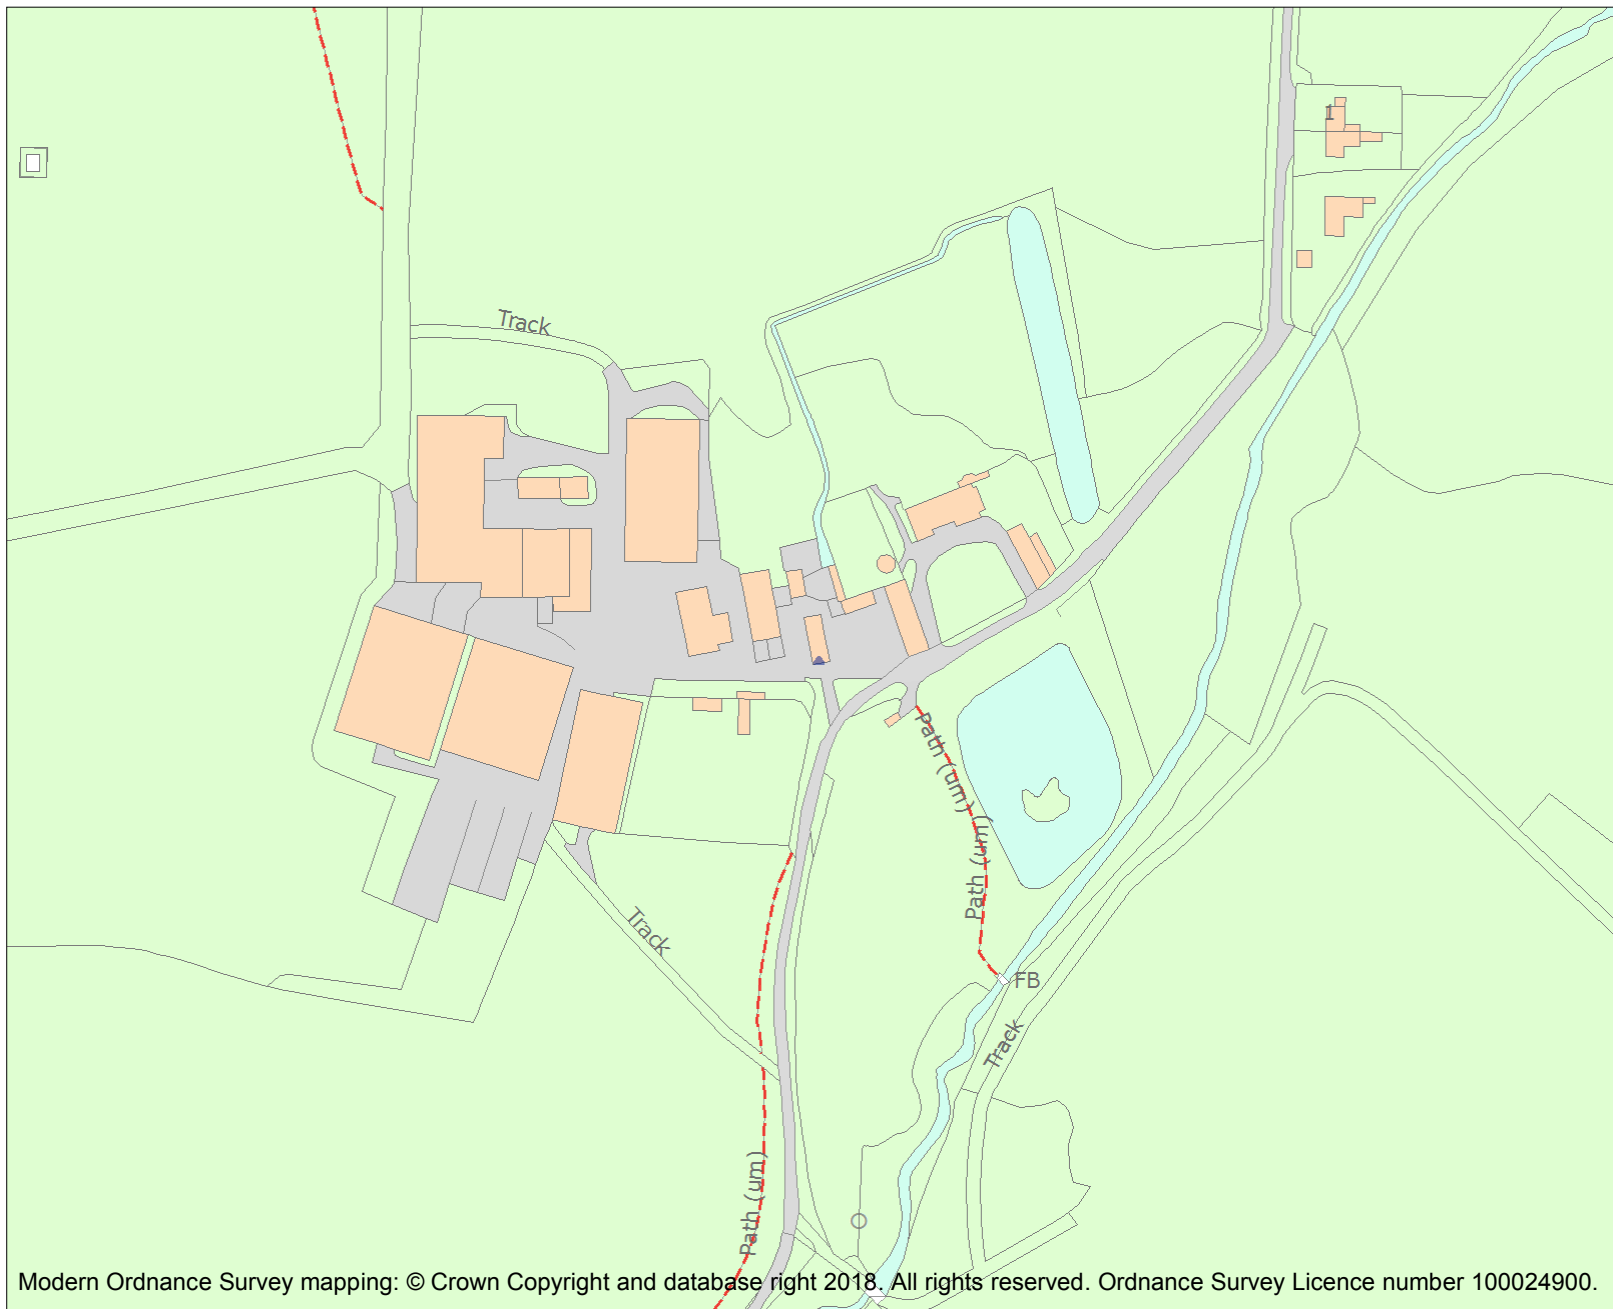 1
Track
Path (um)
Path (um)
Track
FB
Track
Path (um)
Modern Ordnance Survey mapping: © Crown Copyright and database right 2018. All rights reserved. Ordnance Survey Licence number 100024900.